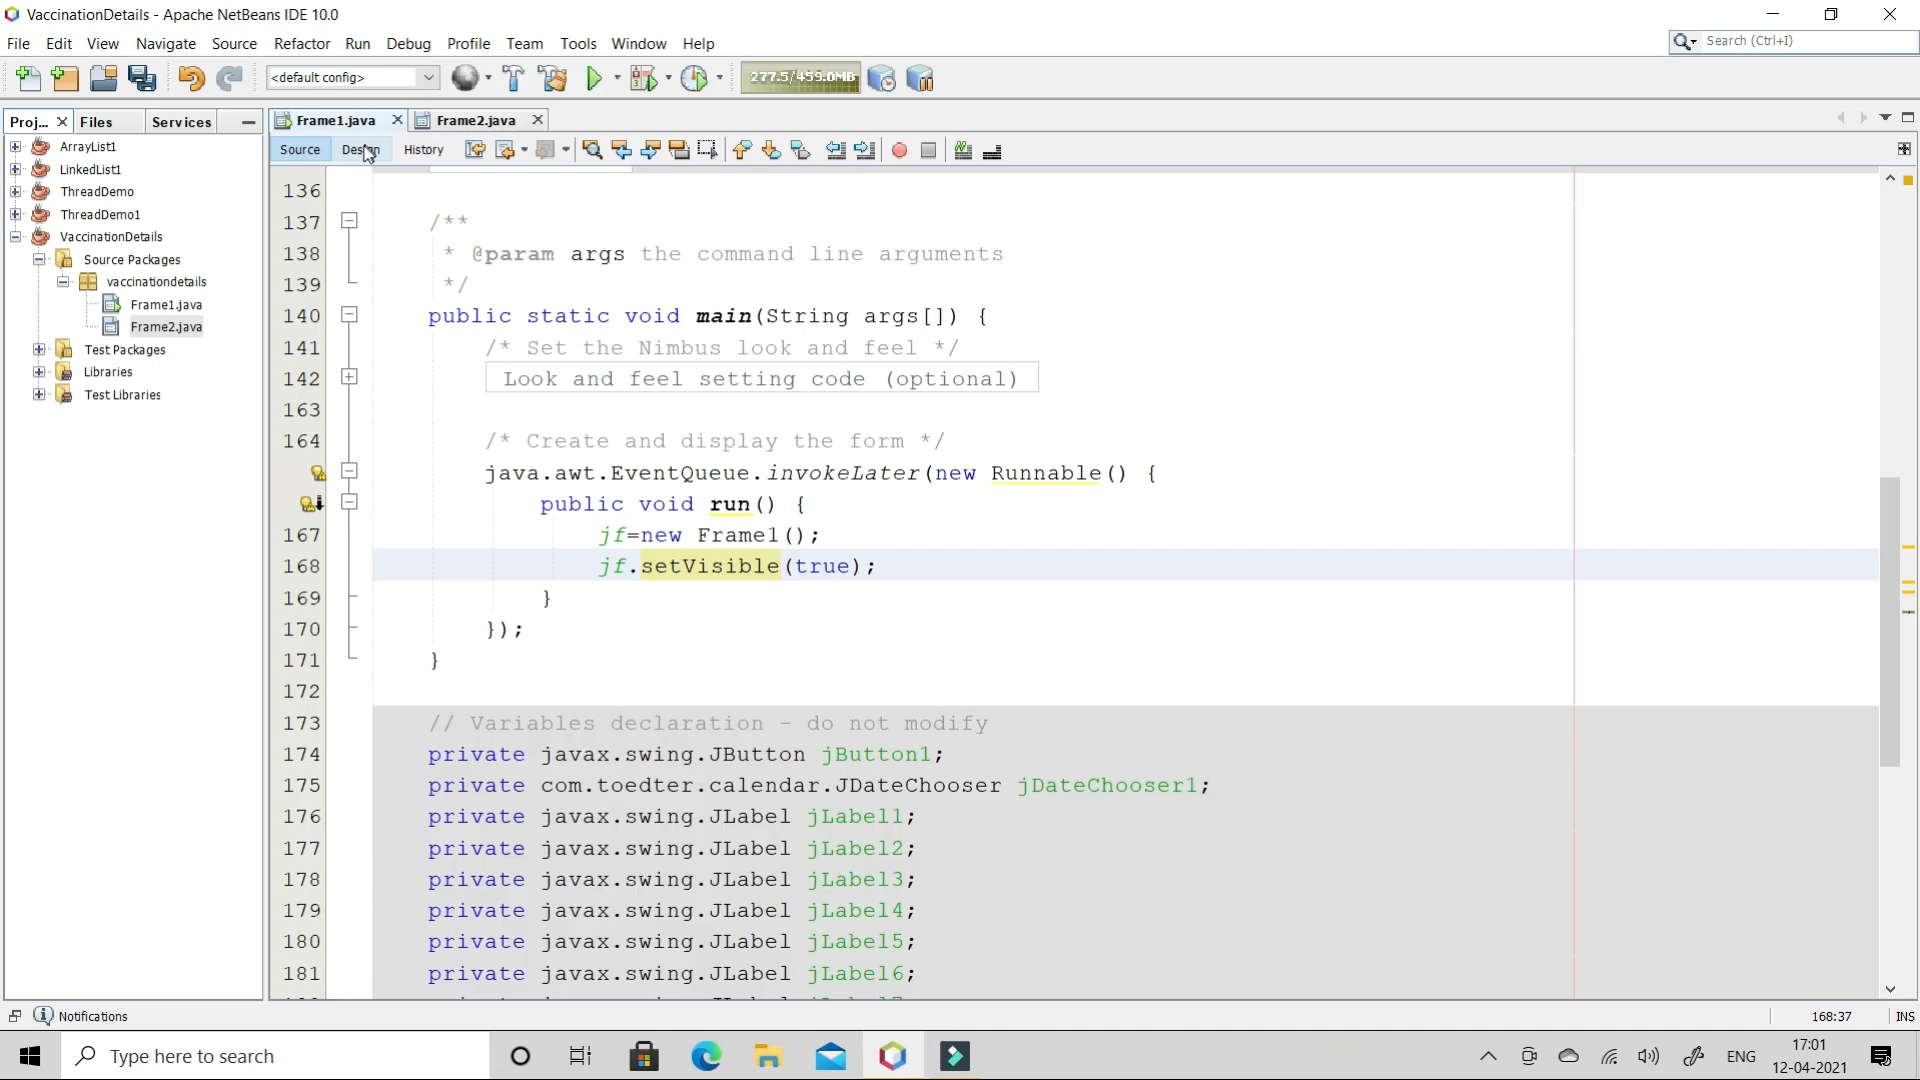 VaccinationDetails - Apache NetBeans IDE 10.0
File Edit View Navigate Source Refactor Run Debug Profile Team Tools Window Help
Search (Ctrl+I)
<default config>
277.5/459.0MB
Proj... Files Services
Frame1.java Frame2.java
Source Design History
ArrayList1
LinkedList1
ThreadDemo
ThreadDemo1
VaccinationDetails
Source Packages
vaccinationdetails
Frame1.java
Frame2.java
Test Packages
Libraries
Test Libraries
136
137 /**
138 * @param args the command line arguments
139 */
140 public static void main(String args[]) {
141 /* Set the Nimbus look and feel */
142 Look and feel setting code (optional)
163
164 /* Create and display the form */
java.awt.EventQueue.invokeLater(new Runnable() {
public void run() {
167 jf=new Frame1();
168 jf.setVisible(true);
169 }
170 });
171 }
172
173 // Variables declaration - do not modify
174 private javax.swing.JButton jButton1;
175 private com.toedter.calendar.JDateChooser jDateChooser1;
176 private javax.swing.JLabel jLabel1;
177 private javax.swing.JLabel jLabel2;
178 private javax.swing.JLabel jLabel3;
179 private javax.swing.JLabel jLabel4;
180 private javax.swing.JLabel jLabel5;
181 private javax.swing.JLabel jLabel6;
Notifications
168:37 INS
Type here to search
ENG
17:01
12-04-2021